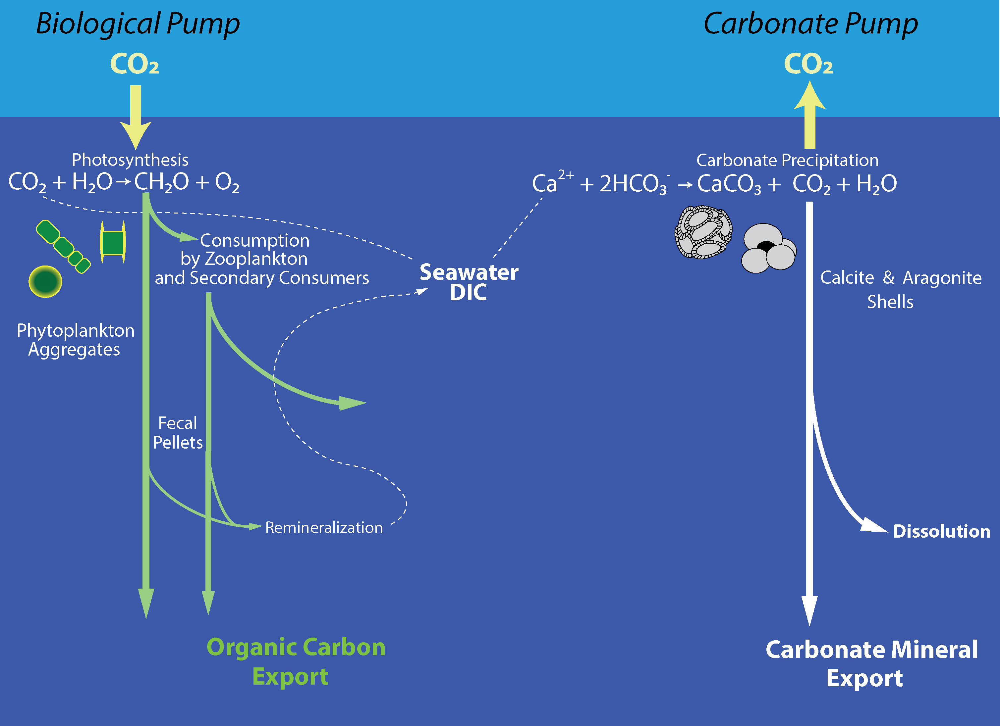 Biological Pump
CO₂
Photosynthesis
CO₂ + H₂O → CH₂O + O₂
Consumption
by Zooplankton
and Secondary Consumers
Phytoplankton
Aggregates
Fecal
Pellets
Remineralization
Organic Carbon
Export
Seawater
DIC
Carbonate Pump
CO₂
Carbonate Precipitation
Ca²⁺ + 2HCO₃⁻ → CaCO₃ + CO₂ + H₂O
Calcite & Aragonite
Shells
Dissolution
Carbonate Mineral
Export